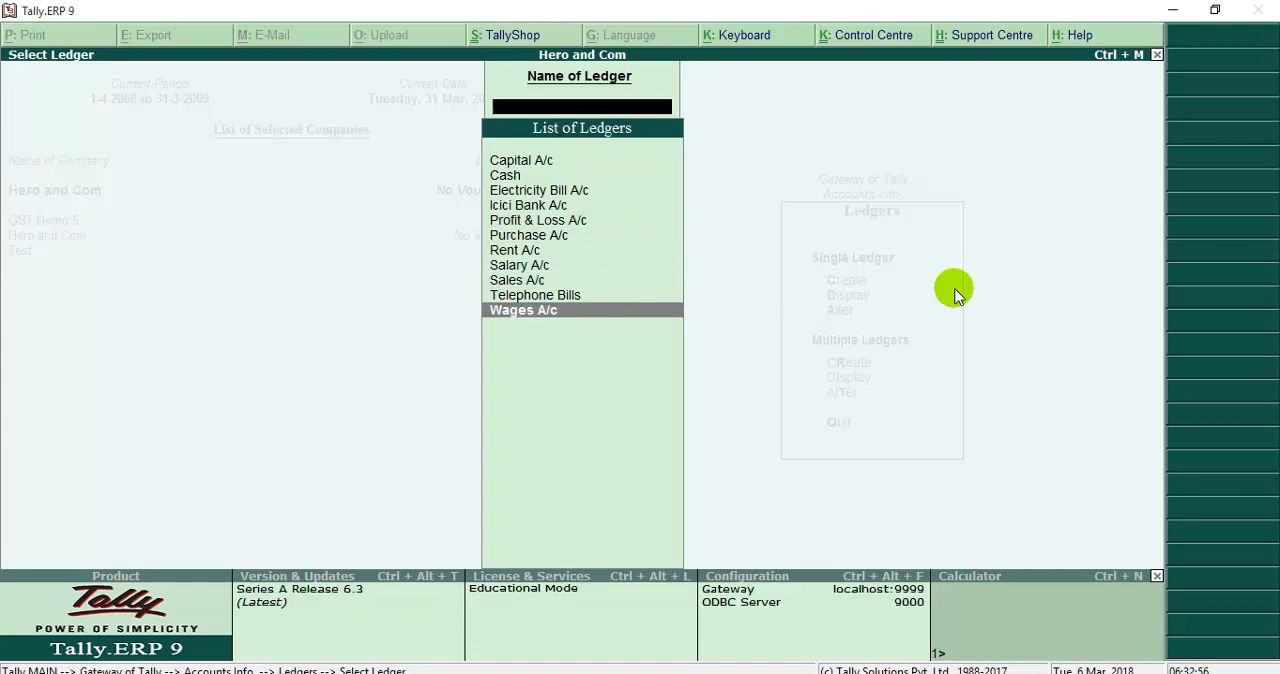 Tally.ERP 9
P: Print
E: Export
M: E-Mail
O: Upload
S: TallyShop
G: Language
K: Keyboard
K: Control Centre
H: Support Centre
H: Help
Select Ledger
Hero and Com
Ctrl + M
Current Period
1-4-2008 to 31-3-2009
Current Date
Tuesday, 31 Mar, 20
List of Selected Companies
Name of Company
Hero and Com
No Vou
GST Demo 5
Hero and Com
Test
Name of Ledger
List of Ledgers
Capital A/c
Cash
Electricity Bill A/c
Icici Bank A/c
Profit & Loss A/c
Purchase A/c
Rent A/c
Salary A/c
Sales A/c
Telephone Bills
Wages A/c
Gateway of Tally
Accounts Info.
Ledgers
Single Ledger
Create
Display
Alter
Multiple Ledgers
CReate
DIsplay
AlTer
Quit
Product
Tally
POWER OF SIMPLICITY
Tally.ERP 9
Version & Updates Ctrl + Alt + T
Series A Release 6.3
(Latest)
License & Services Ctrl + Alt + L
Educational Mode
Configuration Ctrl + Alt + F
Gateway localhost:9999
ODBC Server 9000
Calculator Ctrl + N
1>
Tally MAIN --> Gateway of Tally --> Accounts Info. --> Ledgers --> Select Ledger
(c) Tally Solutions Pvt. Ltd., 1988-2017
Tue, 6 Mar, 2018
06:32:56